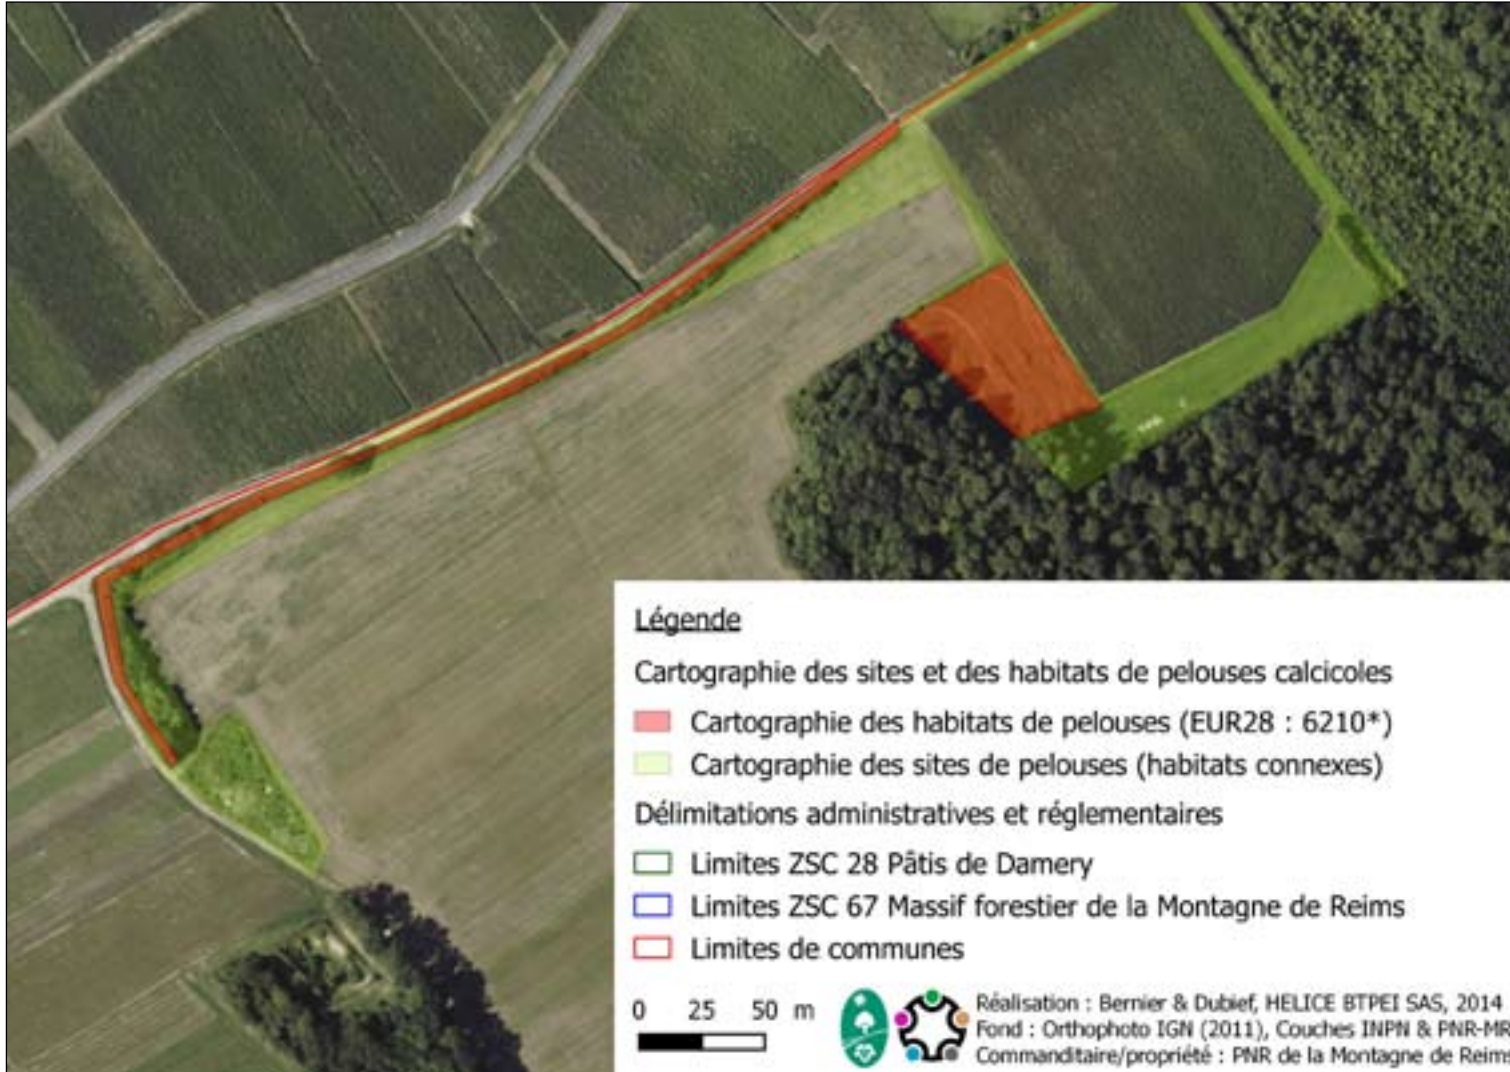 Légende
Cartographie des sites et des habitats de pelouses calcicoles
Cartographie des habitats de pelouses (EUR28 : 6210*)
Cartographie des sites de pelouses (habitats connexes)
Délimitations administratives et réglementaires
Limites ZSC 28 Pâtis de Damery
Limites ZSC 67 Massif forestier de la Montagne de Reims
Limites de communes
0 25 50 m
Réalisation : Bernier & Dubief, HELICE BTPEI SAS, 2014
Fond : Orthophoto IGN (2011), Couches INPN & PNR-MR
Commanditaire/propriété : PNR de la Montagne de Reims